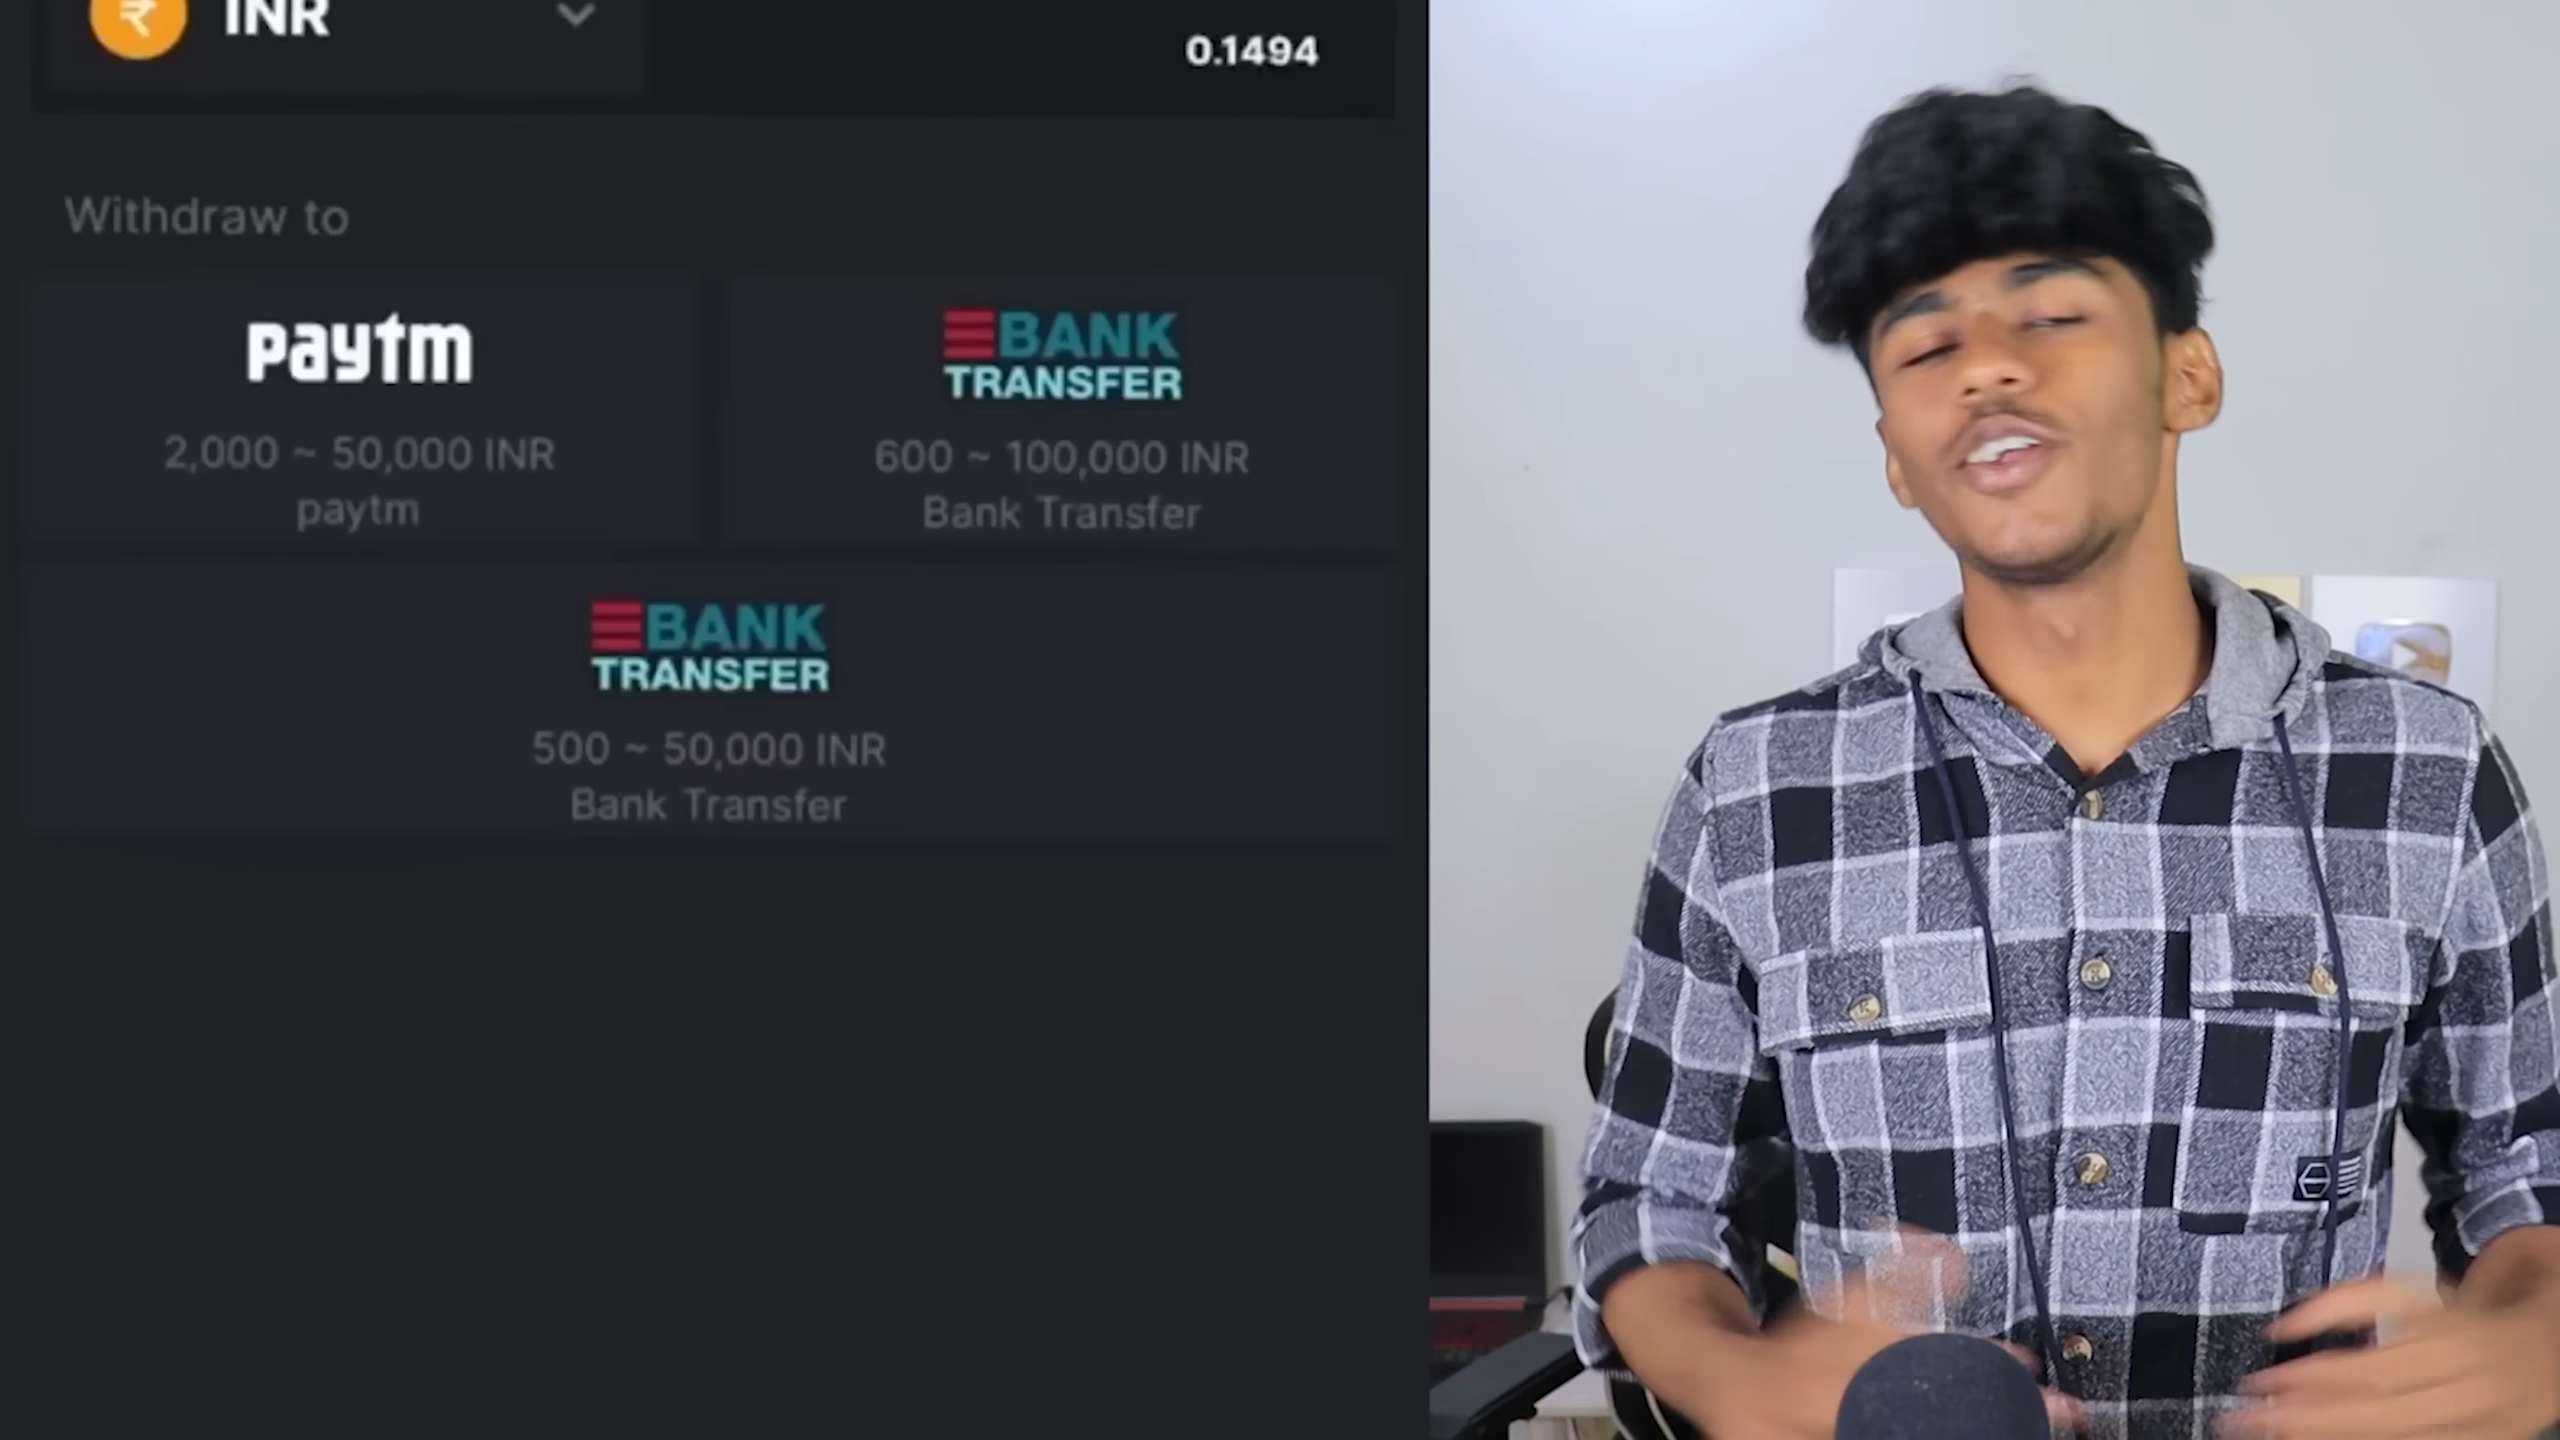 ₹ INR
0.1494
Withdraw to
paytm
BANK
TRANSFER
2,000 ~ 50,000 INR
paytm
600 ~ 100,000 INR
Bank Transfer
BANK
TRANSFER
500 ~ 50,000 INR
Bank Transfer